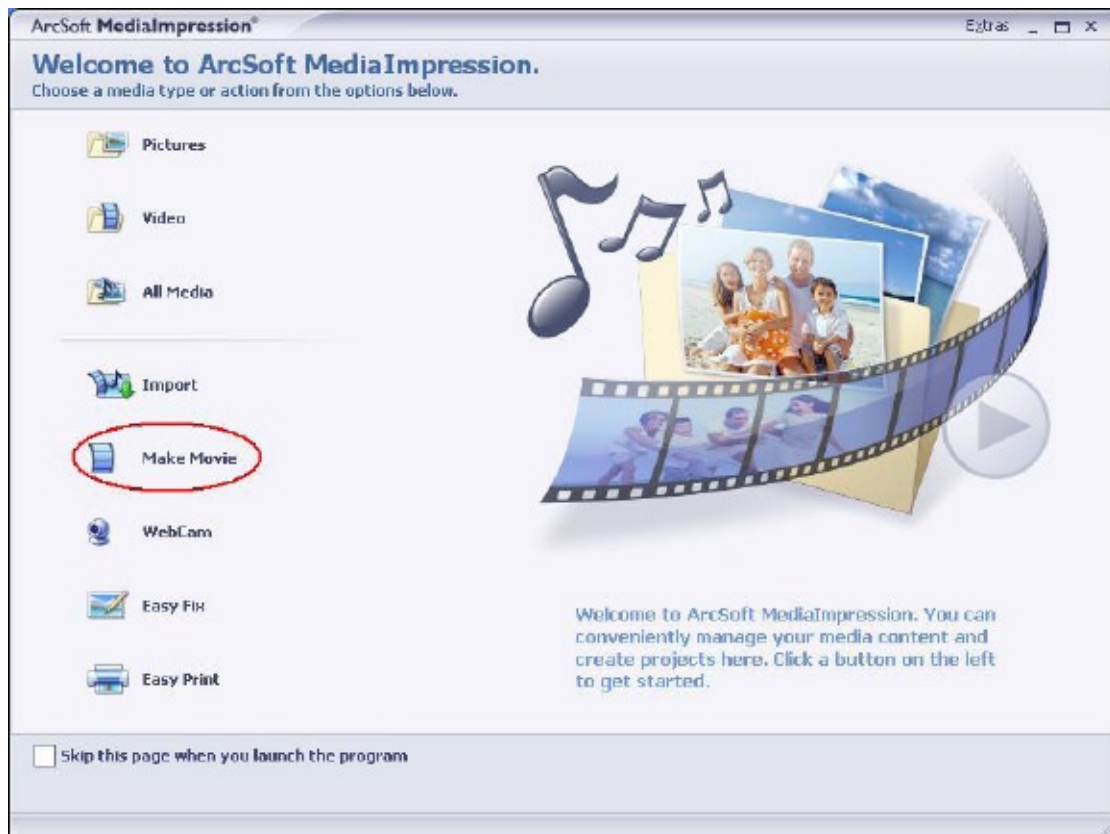 ArcSoft MediaImpression®
Extras
Welcome to ArcSoft MediaImpression.
Choose a media type or action from the options below.
Pictures
Video
All Media
Import
Make Movie
WebCam
Easy Fix
Easy Print
Welcome to ArcSoft MediaImpression. You can
conveniently manage your media content and
create projects here. Click a button on the left
to get started.
Skip this page when you launch the program